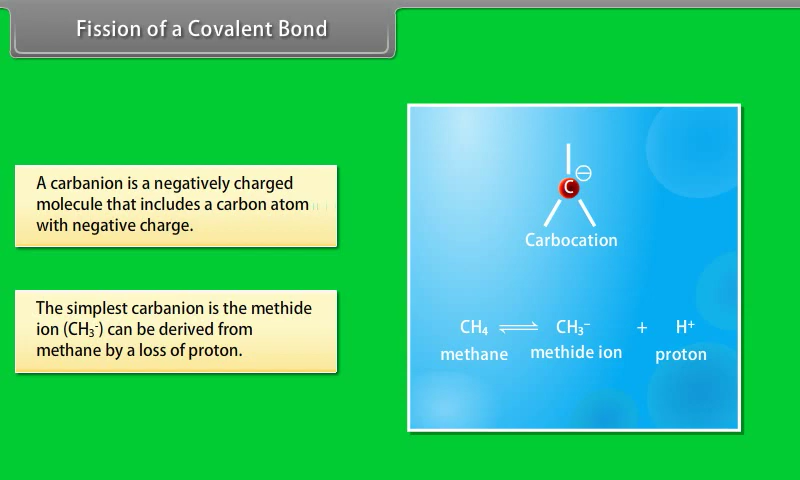 Fission of a Covalent Bond
A carbanion is a negatively charged
molecule that includes a carbon atom
with negative charge.
The simplest carbanion is the methide
ion (CH₃⁻) can be derived from
methane by a loss of proton.
⊖
C
Carbocation
CH₄ ⇌ CH₃⁻ + H⁺
methane methide ion proton